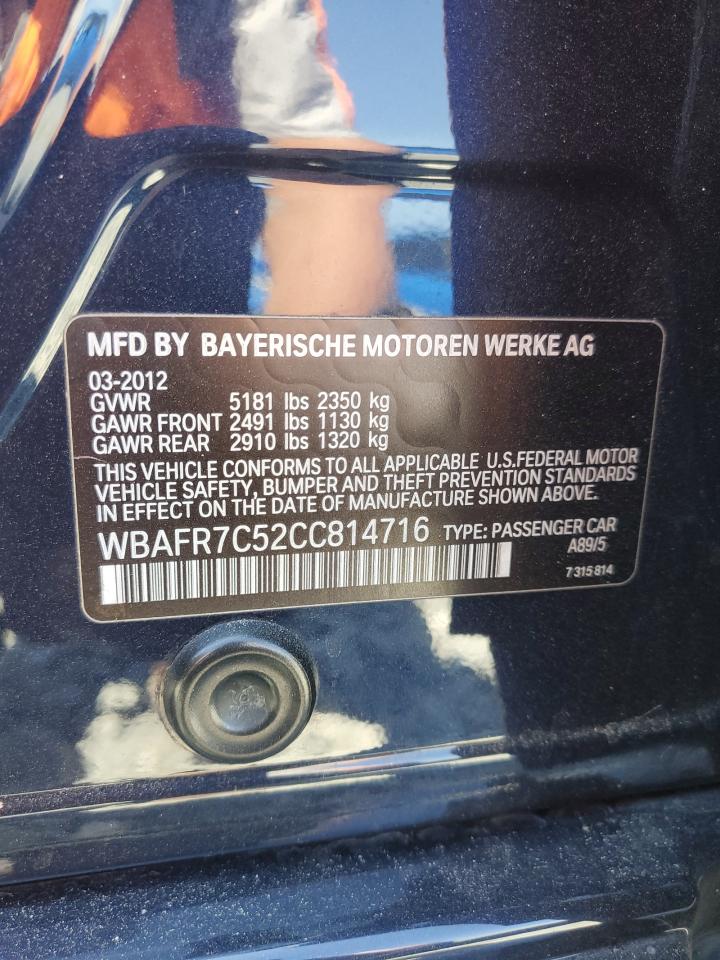 MFD BY BAYERISCHE MOTOREN WERKE AG
03-2012
GVWR 5181 lbs 2350 kg
GAWR FRONT 2491 lbs 1130 kg
GAWR REAR 2910 lbs 1320 kg
THIS VEHICLE CONFORMS TO ALL APPLICABLE U.S.FEDERAL MOTOR
VEHICLE SAFETY, BUMPER AND THEFT PREVENTION STANDARDS
IN EFFECT ON THE DATE OF MANUFACTURE SHOWN ABOVE.
WBAFR7C52CC814716 TYPE: PASSENGER CAR
A89/5
7 315 814